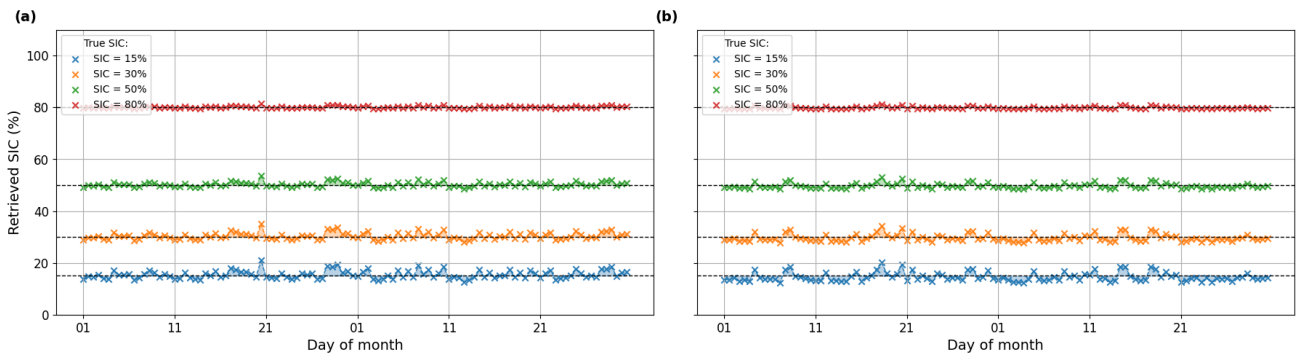 (a)
True SIC:
SIC = 15%
SIC = 30%
SIC = 50%
SIC = 80%
Retrieved SIC (%)
100
80
60
40
20
0
01
11
21
01
11
21
Day of month
(b)
True SIC:
SIC = 15%
SIC = 30%
SIC = 50%
SIC = 80%
01
11
21
01
11
21
Day of month